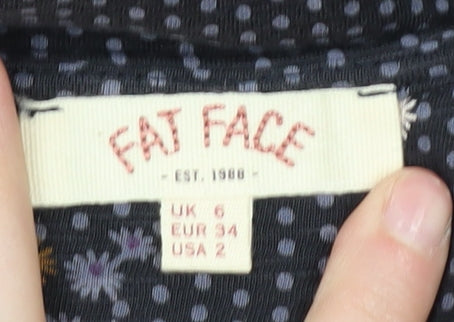 FAT FACE
- EST. 1988 -
UK 6
EUR 34
USA 2